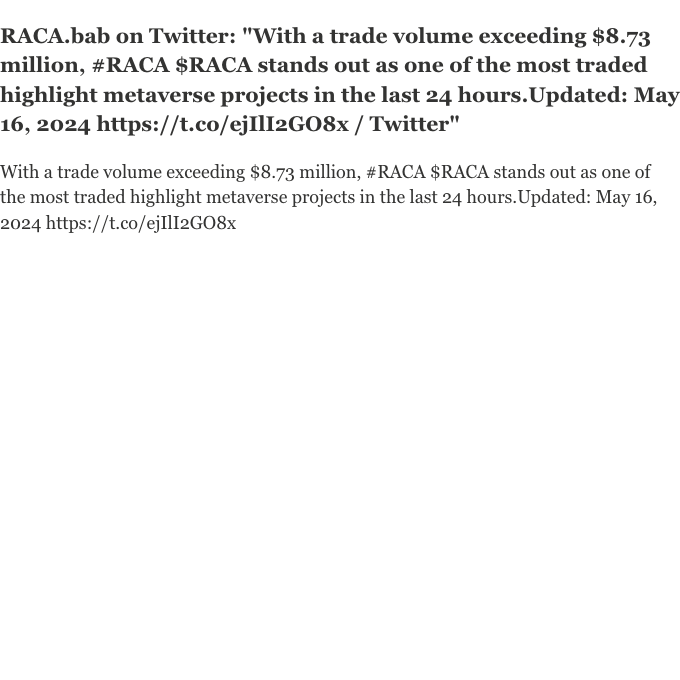 RACA.bab on Twitter: "With a trade volume exceeding $8.73
million, #RACA $RACA stands out as one of the most traded
highlight metaverse projects in the last 24 hours.Updated: May
16, 2024 https://t.co/ejIlI2GO8x / Twitter"
With a trade volume exceeding $8.73 million, #RACA $RACA stands out as one of
the most traded highlight metaverse projects in the last 24 hours.Updated: May 16,
2024 https://t.co/ejIlI2GO8x